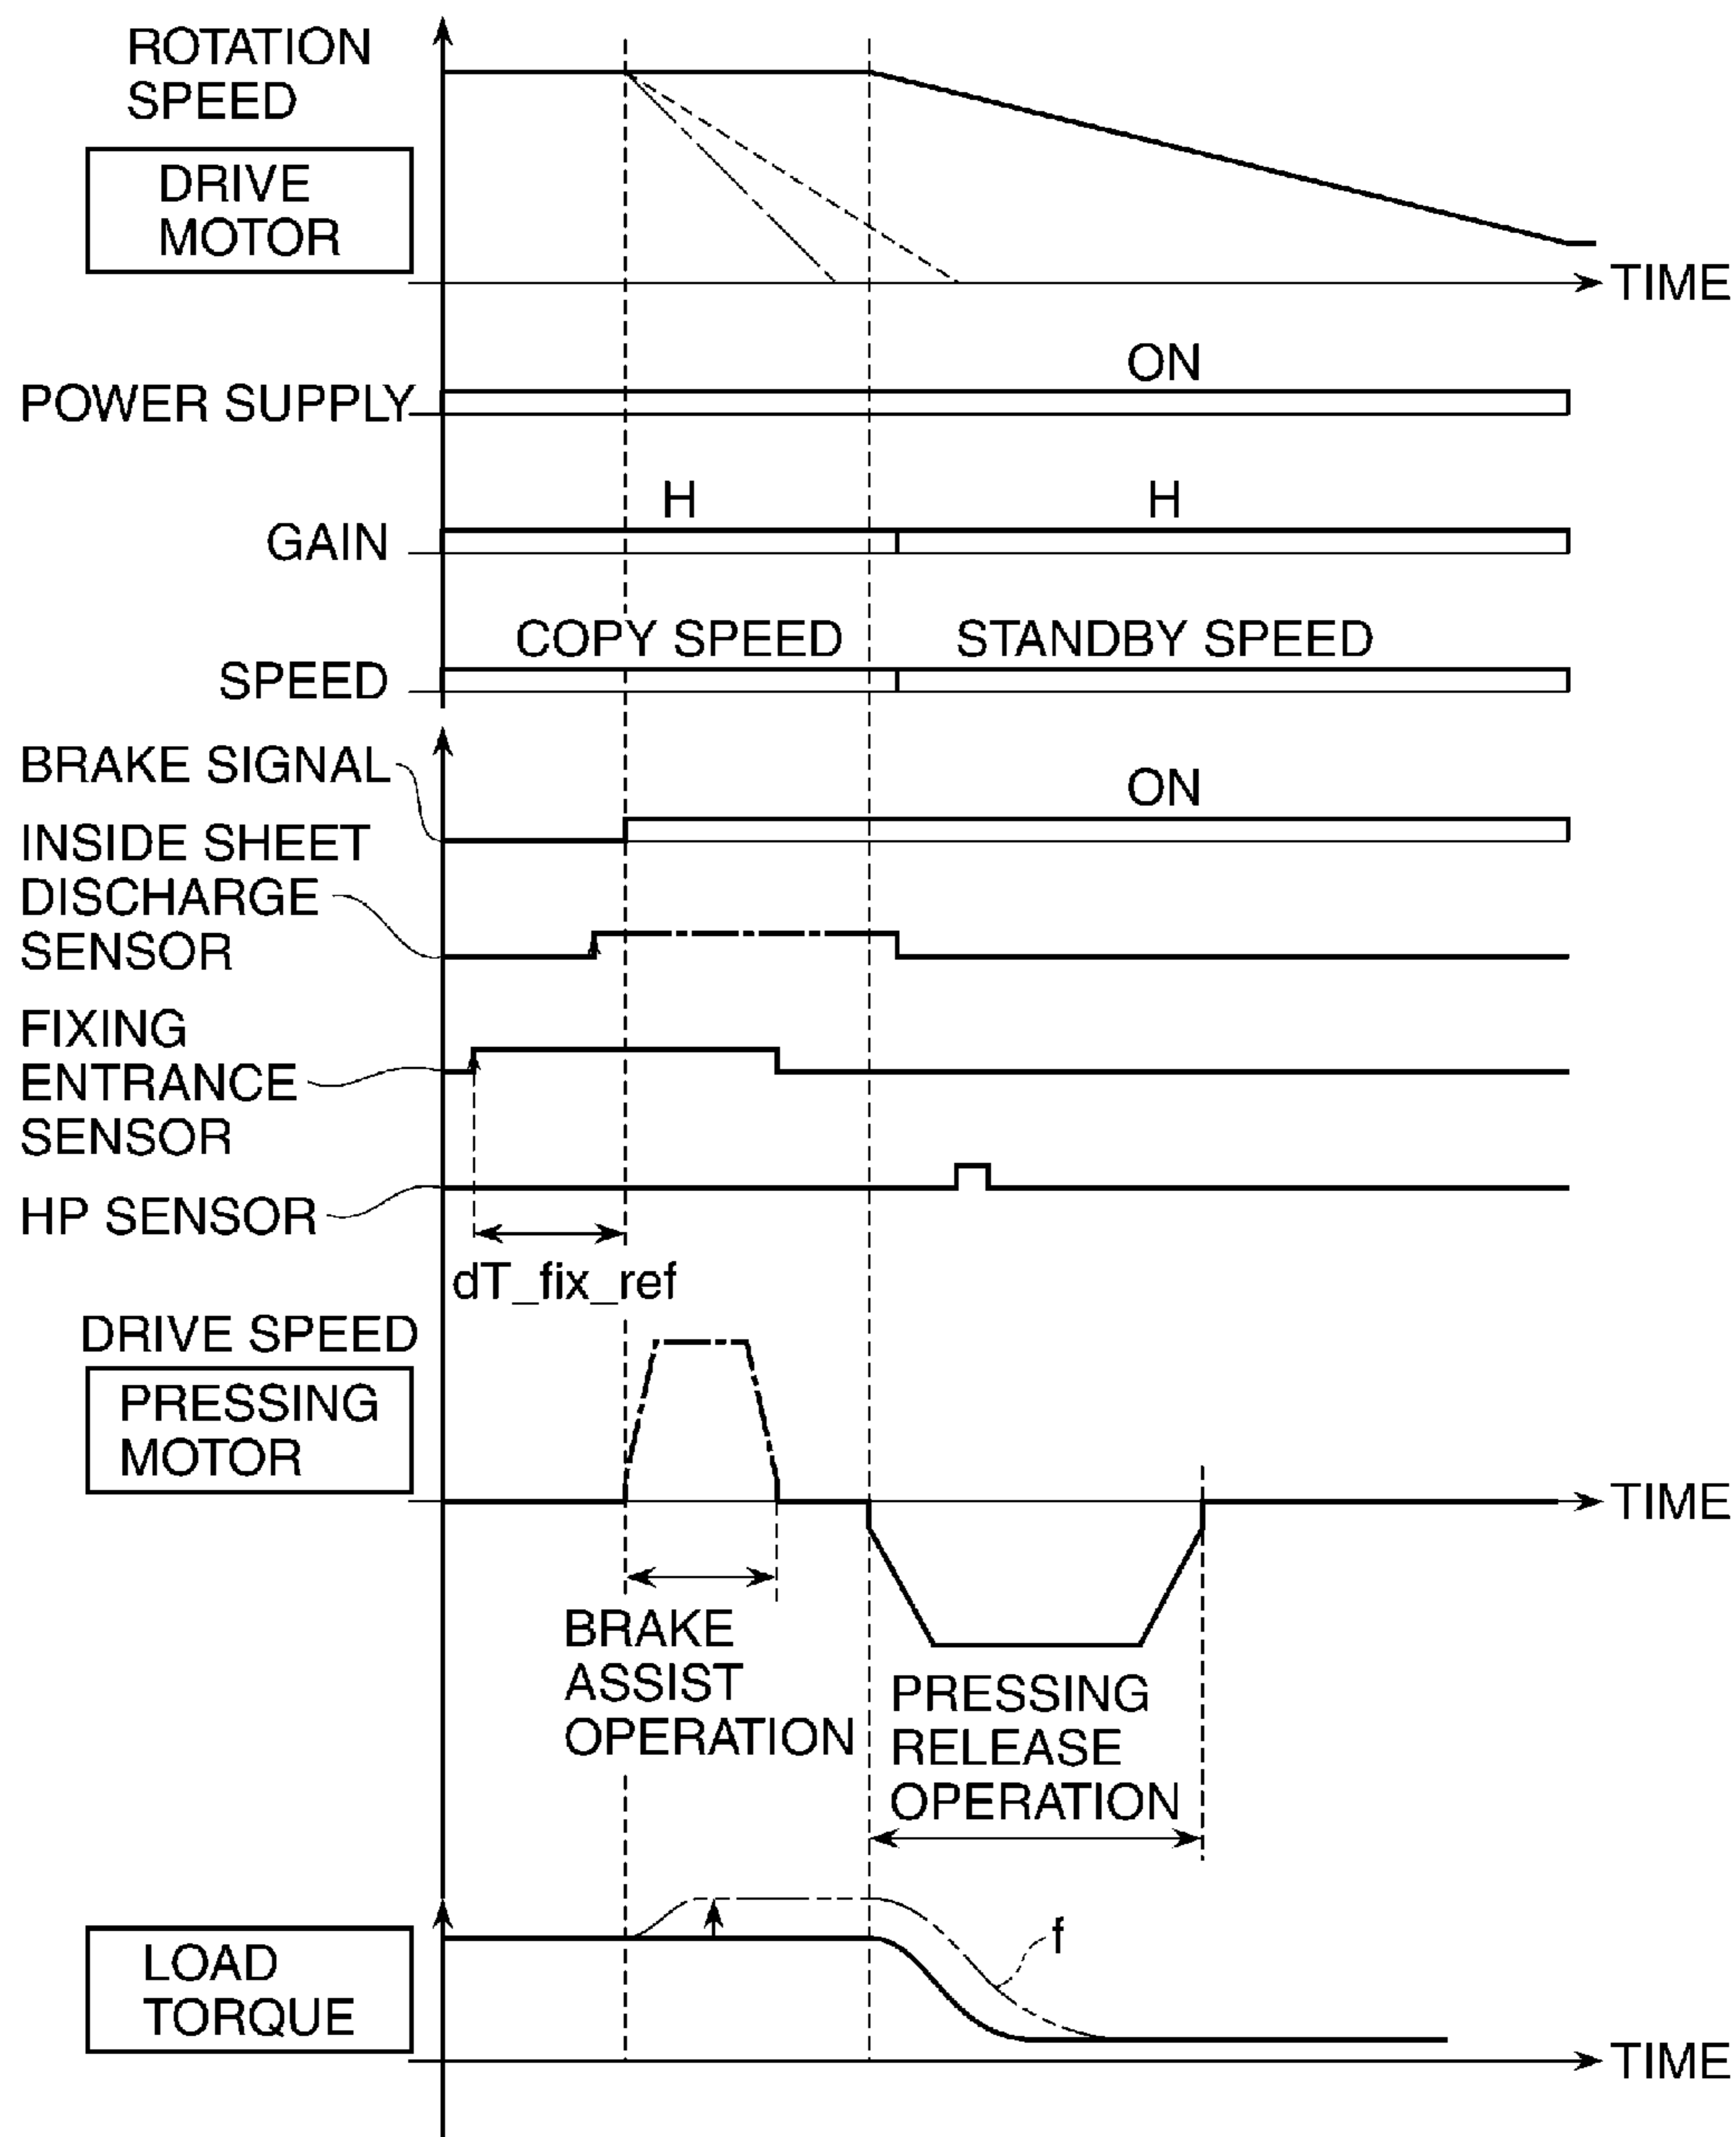 ROTATION
SPEED
DRIVE
MOTOR
TIME
ON
POWER SUPPLY
H H
GAIN
COPY SPEED STANDBY SPEED
SPEED
BRAKE SIGNAL
ON
INSIDE SHEET
DISCHARGE
SENSOR
FIXING
ENTRANCE
SENSOR
HP SENSOR
dT_fix_ref
DRIVE SPEED
PRESSING
MOTOR
TIME
BRAKE
ASSIST
OPERATION
PRESSING
RELEASE
OPERATION
f
LOAD
TORQUE
TIME